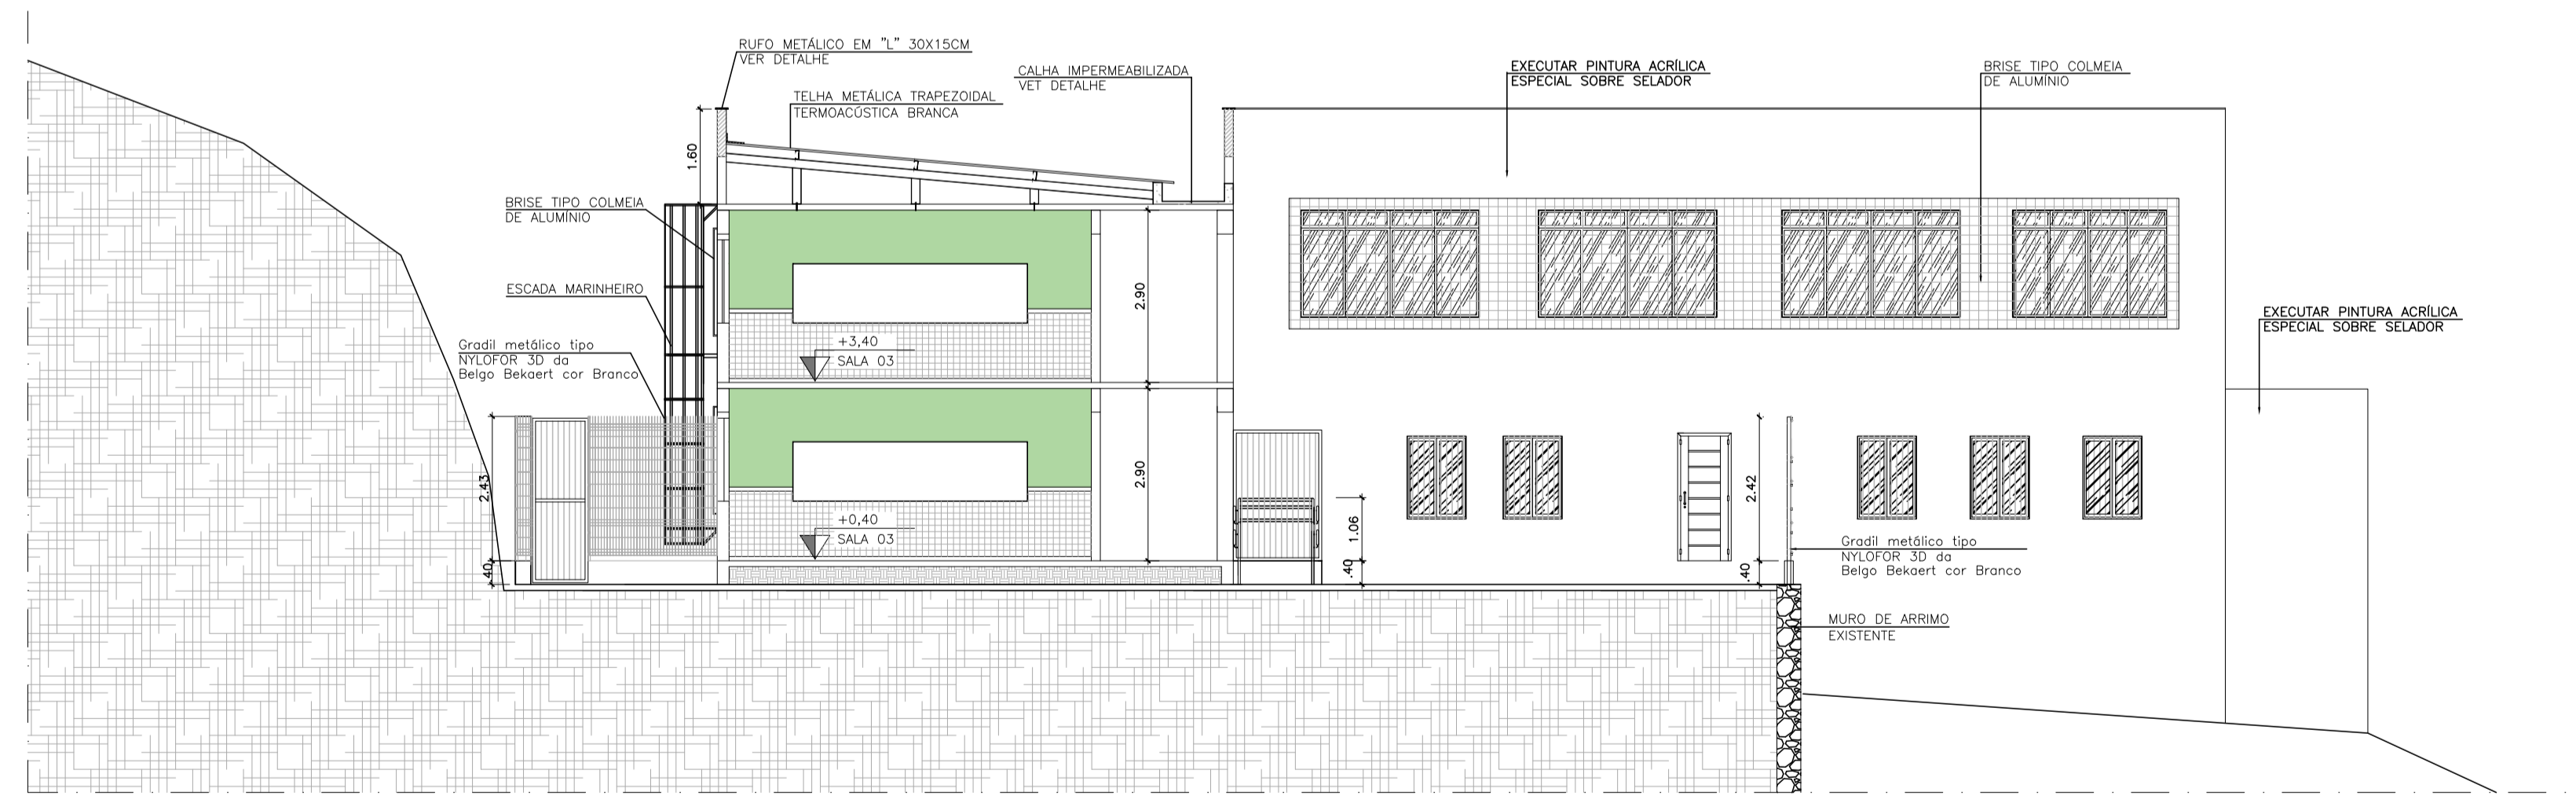 RUFO METÁLICO EM "L" 30X15CM
VER DETALHE
CALHA IMPERMEABILIZADA
VET DETALHE
TELHA METÁLICA TRAPEZOIDAL
TERMOACÚSTICA BRANCA
EXECUTAR PINTURA ACRÍLICA
ESPECIAL SOBRE SELADOR
BRISE TIPO COLMEIA
DE ALUMÍNIO
1.60
BRISE TIPO COLMEIA
DE ALUMÍNIO
ESCADA MARINHEIRO
2.90
EXECUTAR PINTURA ACRÍLICA
ESPECIAL SOBRE SELADOR
Gradil metálico tipo
NYLOFOR 3D da
Belgo Bekaert cor Branco
+3,40
SALA 03
2.43
2.90
2.42
+0,40
SALA 03
1.06
.40
.40
.40
Gradil metálico tipo
NYLOFOR 3D da
Belgo Bekaert cor Branco
MURO DE ARRIMO
EXISTENTE